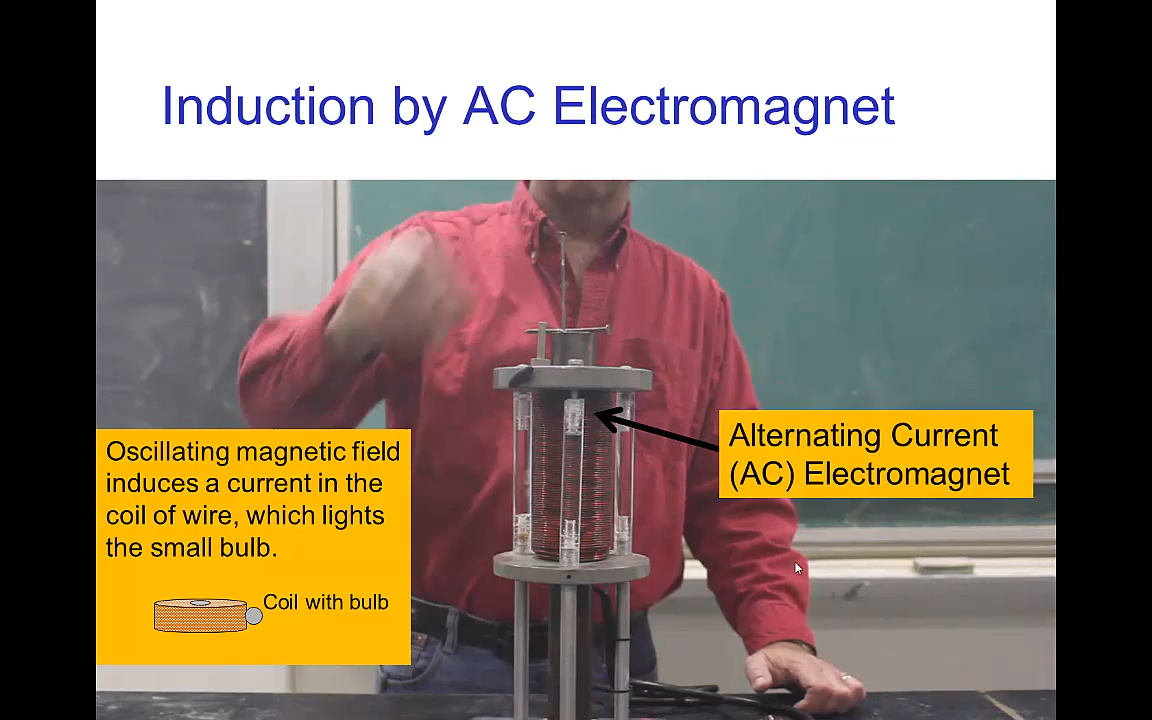 Induction by AC Electromagnet
Alternating Current
(AC) Electromagnet
Oscillating magnetic field
induces a current in the
coil of wire, which lights
the small bulb.
Coil with bulb